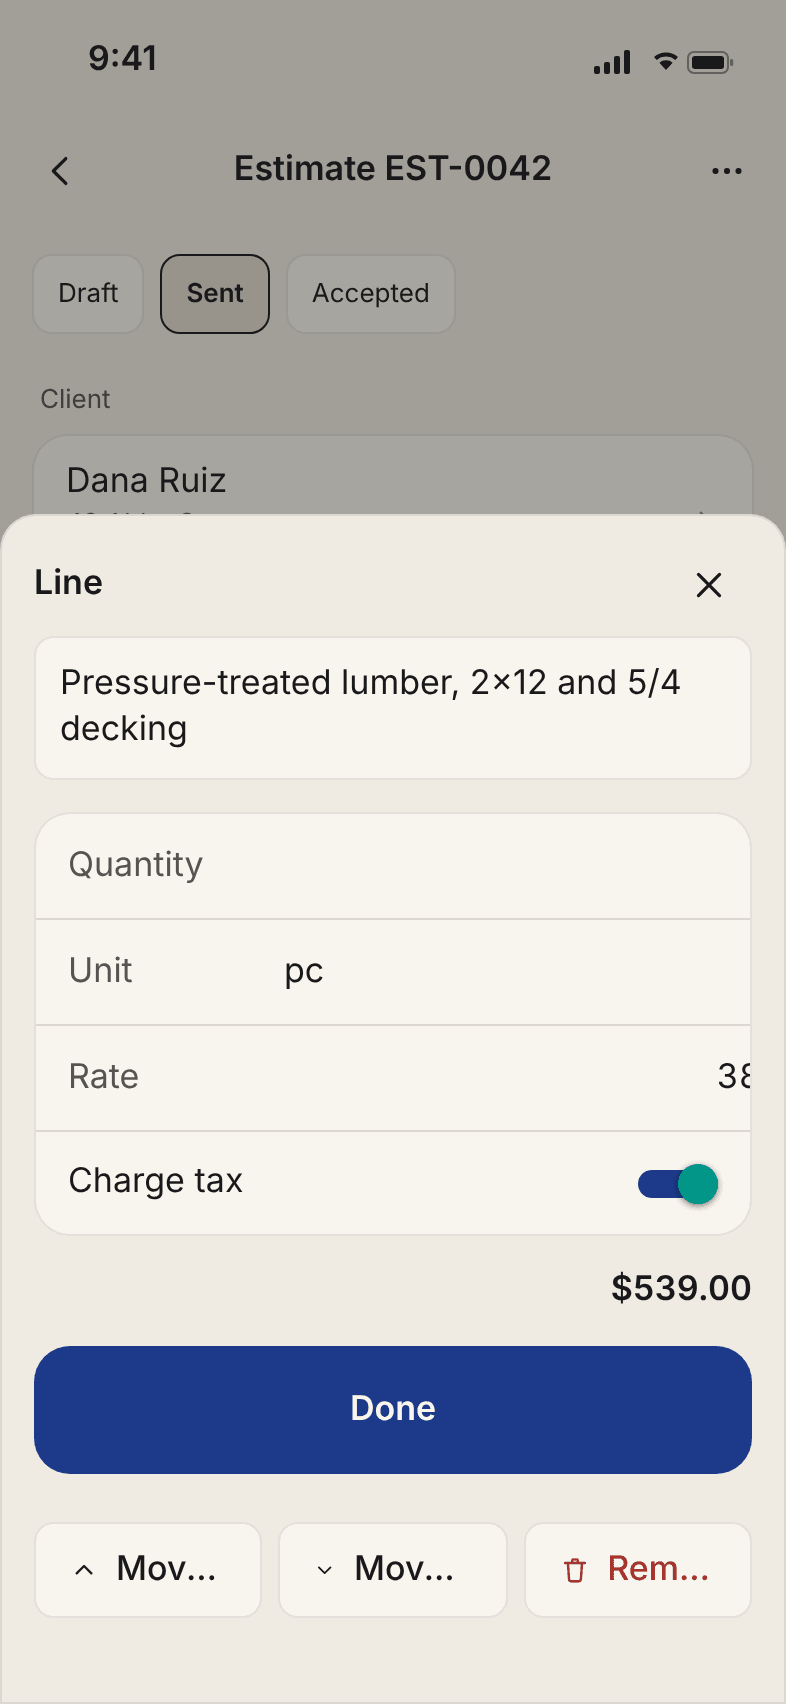 9:41
Estimate EST-0042
Draft
Sent
Accepted
Client
Dana Ruiz
Line
Pressure-treated lumber, 2×12 and 5/4
decking
Quantity
Unit
pc
Rate
38
Charge tax
$539.00
Done
Mov...
Mov...
Rem...